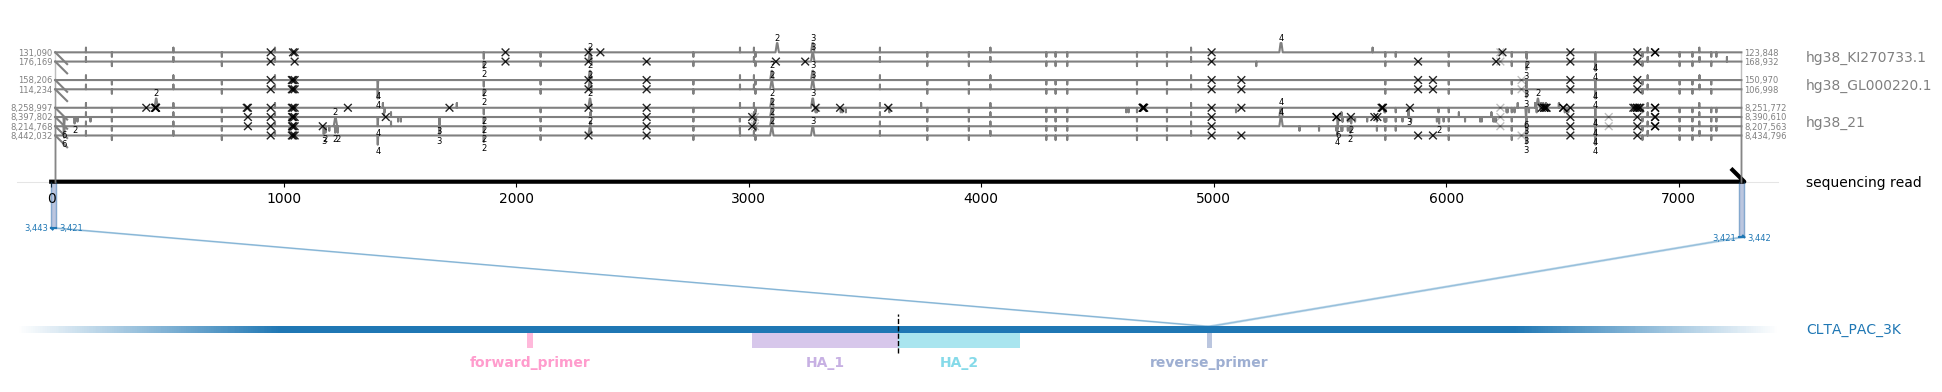 131,090 123,848
176,169 168,932
hg38_KI270733.1
158,206 150,970
114,234 106,998
hg38_GL000220.1
8,258,997 8,251,772
8,397,802 8,390,610
8,214,768 8,207,563
8,442,032 8,434,796
hg38_21
sequencing read
0 1000 2000 3000 4000 5000 6000 7000
3,443 3,421
3,421 3,442
CLTA_PAC_3K
forward_primer HA_1 HA_2 reverse_primer